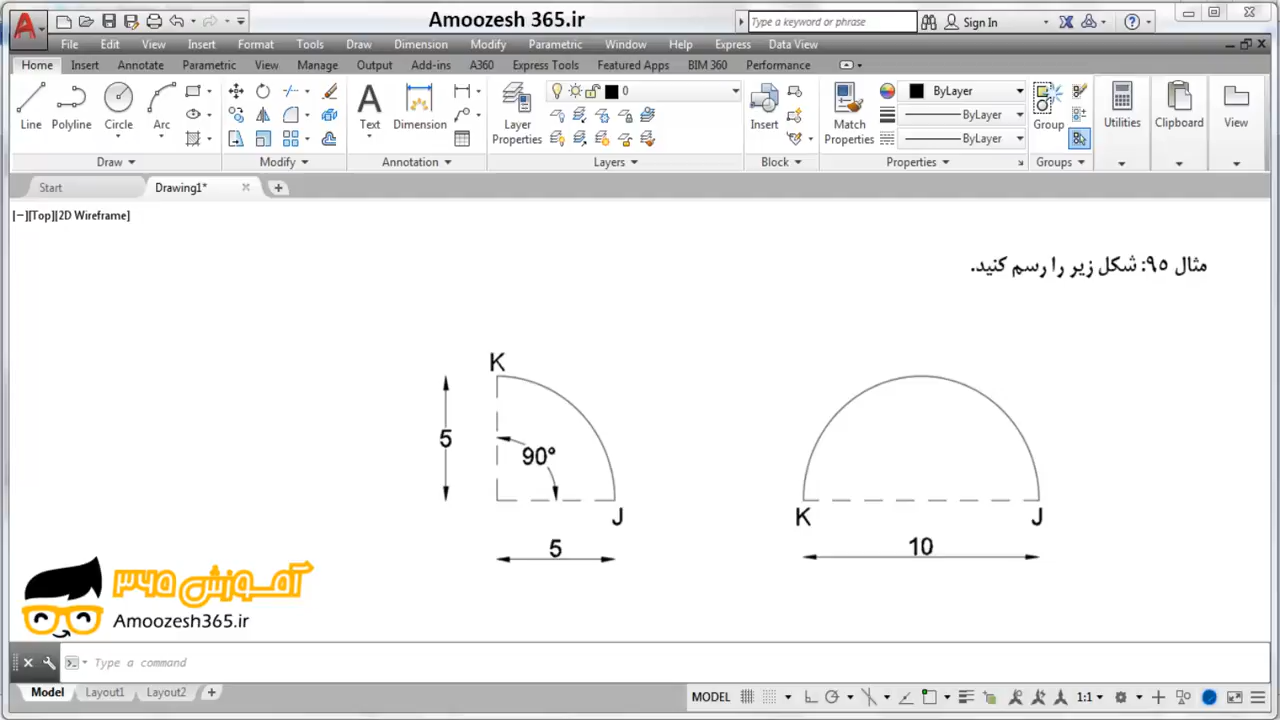 Amoozesh 365.ir
Type a keyword or phrase
Sign In
File Edit View Insert Format Tools Draw Dimension Modify Parametric Window Help Express Data View
Home Insert Annotate Parametric View Manage Output Add-ins A360 Express Tools Featured Apps BIM 360 Performance
0
ByLayer
ByLayer
ByLayer
Line Polyline Circle Arc Text Dimension Layer Properties Insert Match Properties Group Utilities Clipboard View
Draw Modify Annotation Layers Block Properties Groups
Start Drawing1*
[−][Top][2D Wireframe]
مثال ۹۵: شکل زیر را رسم کنید.
K
5
90°
J
5
K J
10
آموزش ۳۶۵
Amoozesh365.ir
Type a command
Model Layout1 Layout2
MODEL 1:1